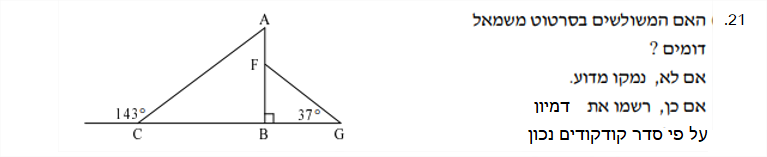 21. האם המשולשים בסרטוט משמאל
דומים ?
אם לא, נמקו מדוע.
אם כן, רשמו את דמיון
על פי סדר קודקודים נכון
A
F
143°
37°
C
B
G